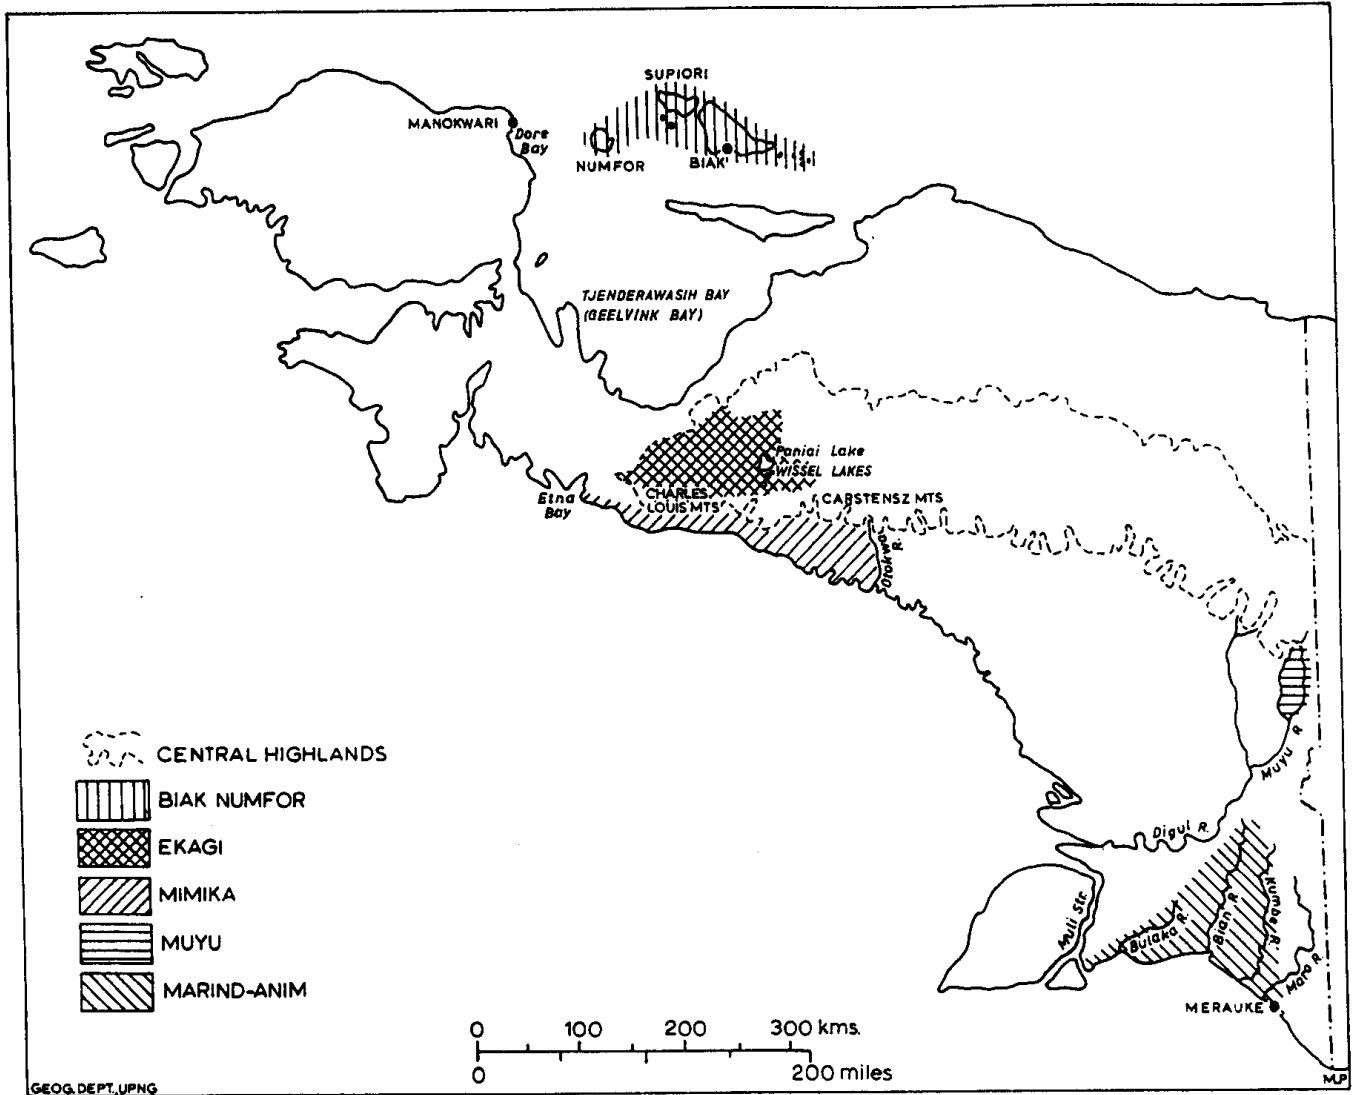 SUPIORI
MANOKWARI
Dore
Bay
NUMFOR
BIAK
TJENDERAWASIH BAY
(GEELVINK BAY)
Paniai Lake
WISSEL LAKES
Etna
Bay
CHARLES
LOUIS MTS
CARSTENSZ MTS
Otokwa
R.
Muyu R
Digul R.
Muli Str.
Bulaka R.
Bian R.
Kumbe R.
Maro R.
MERAUKE
CENTRAL HIGHLANDS
BIAK NUMFOR
EKAGI
MIMIKA
MUYU
MARIND-ANIM
0 100 200 300 kms.
0 200 miles
GEOG. DEPT., UPNG
M.P